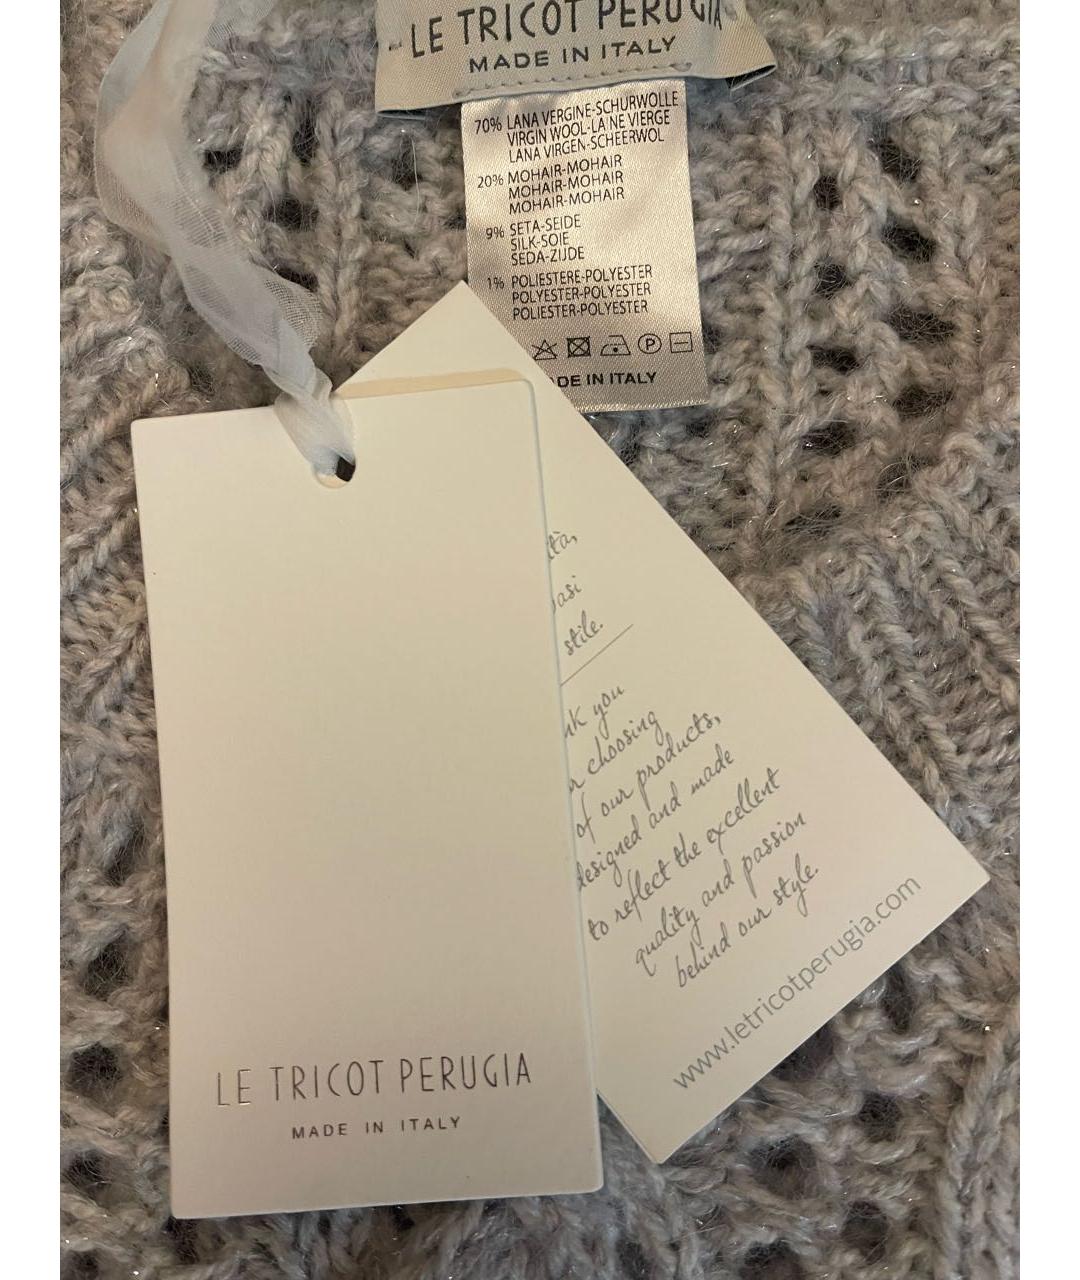 LE TRICOT PERUGIA
MADE IN ITALY
70% LANA VERGINE-SCHURWOLLE
VIRGIN WOOL-LAINE VIERGE
LANA VIRGEN-SCHEERWOL
20% MOHAIR-MOHAIR
MOHAIR-MOHAIR
MOHAIR-MOHAIR
9% SETA-SEIDE
SILK-SOIE
SEDA-ZIJDE
1% POLIESTERE-POLYESTER
POLYESTER-POLYESTER
POLIESTER-POLYESTER
P
DE IN ITALY
stile.
you
choosing
of our products,
designed and made
to reflect the excellent
quality and passion
behind our style.
www.letricotperugia.com
LE TRICOT PERUGIA
MADE IN ITALY